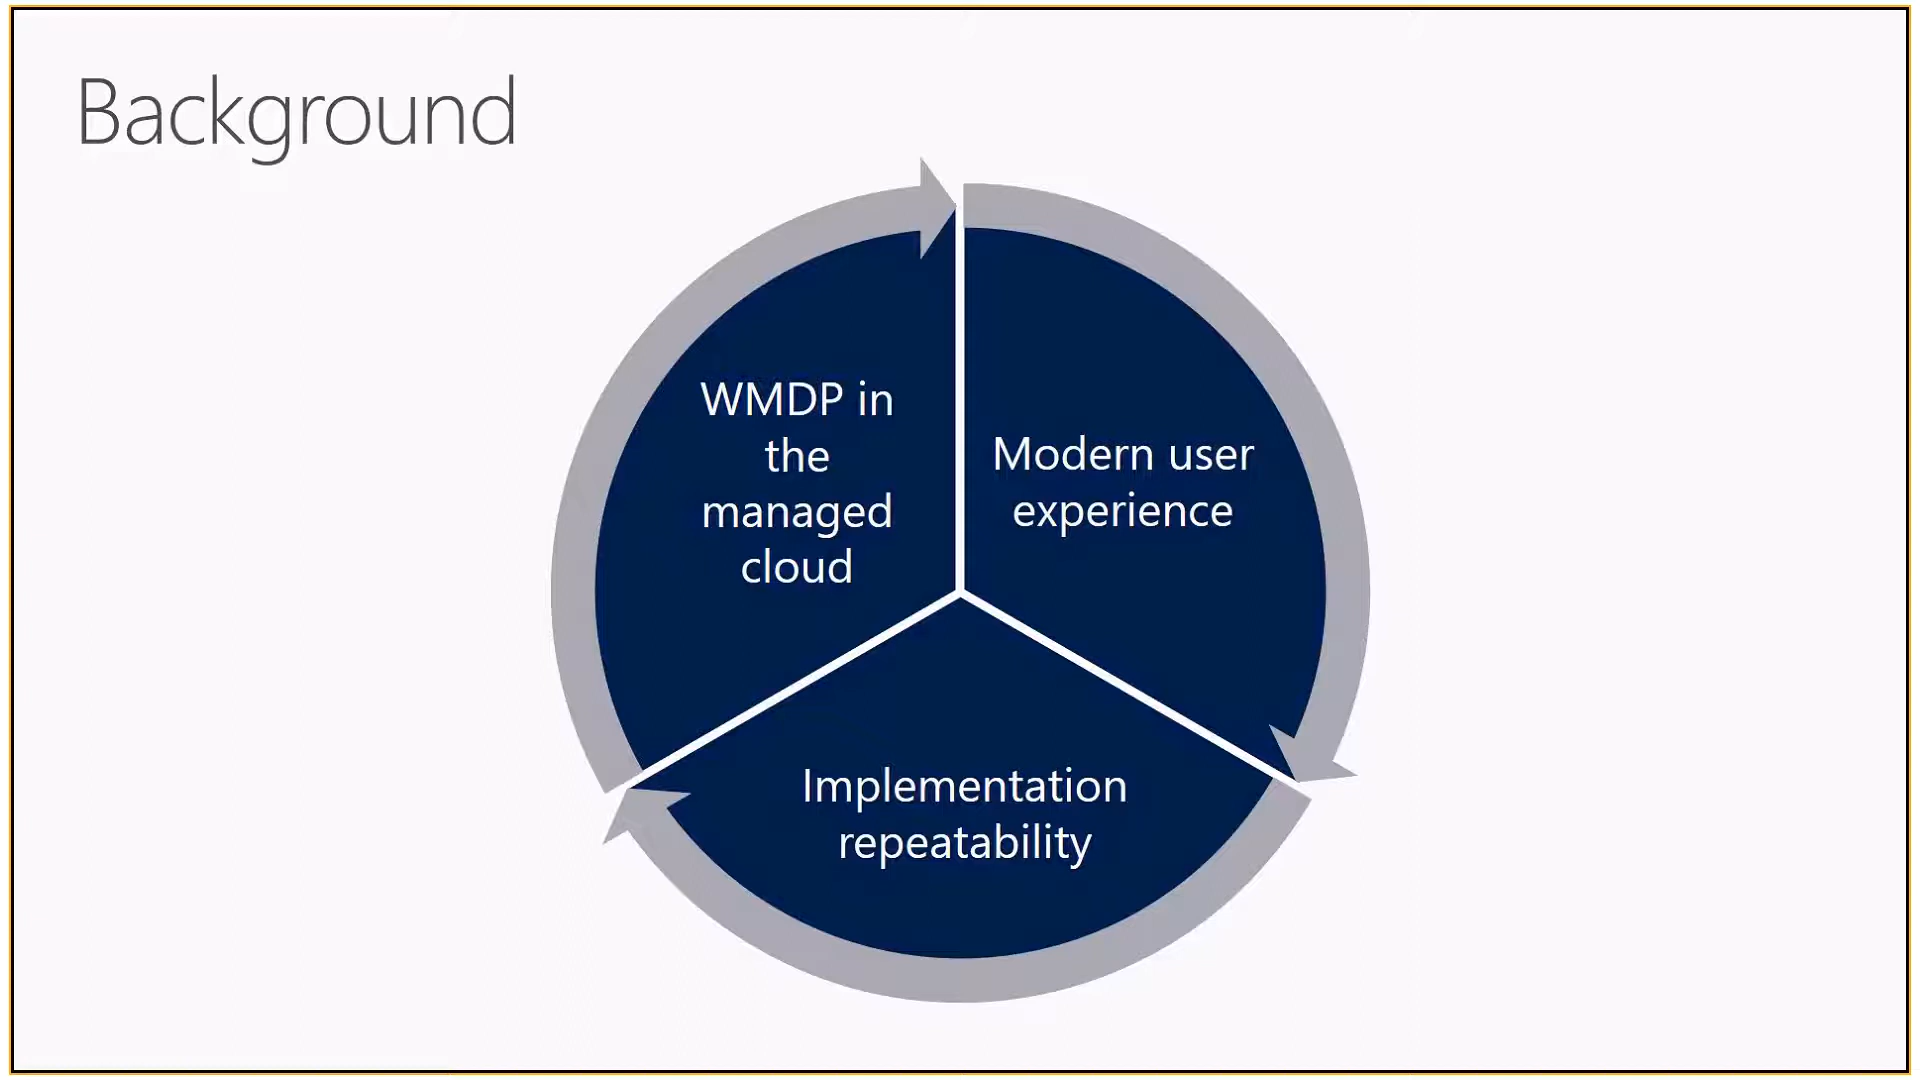 Background
WMDP in
the
managed
cloud
Modern user
experience
Implementation
repeatability